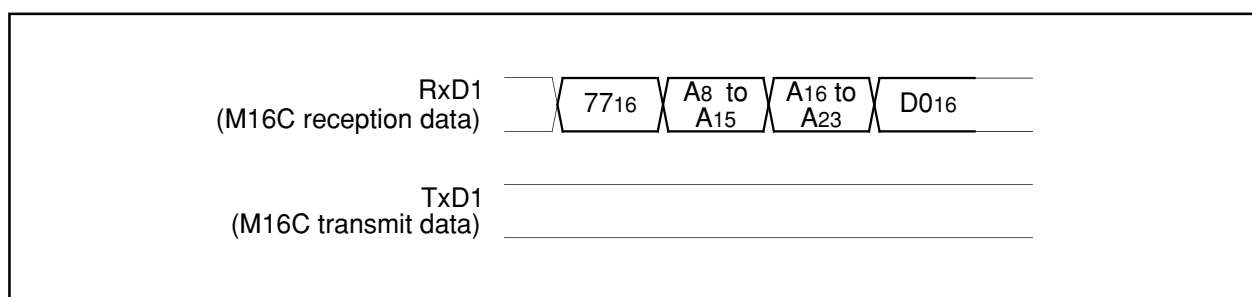 RxD1
(M16C reception data)
7716
A8 to
A15
A16 to
A23
D016
TxD1
(M16C transmit data)